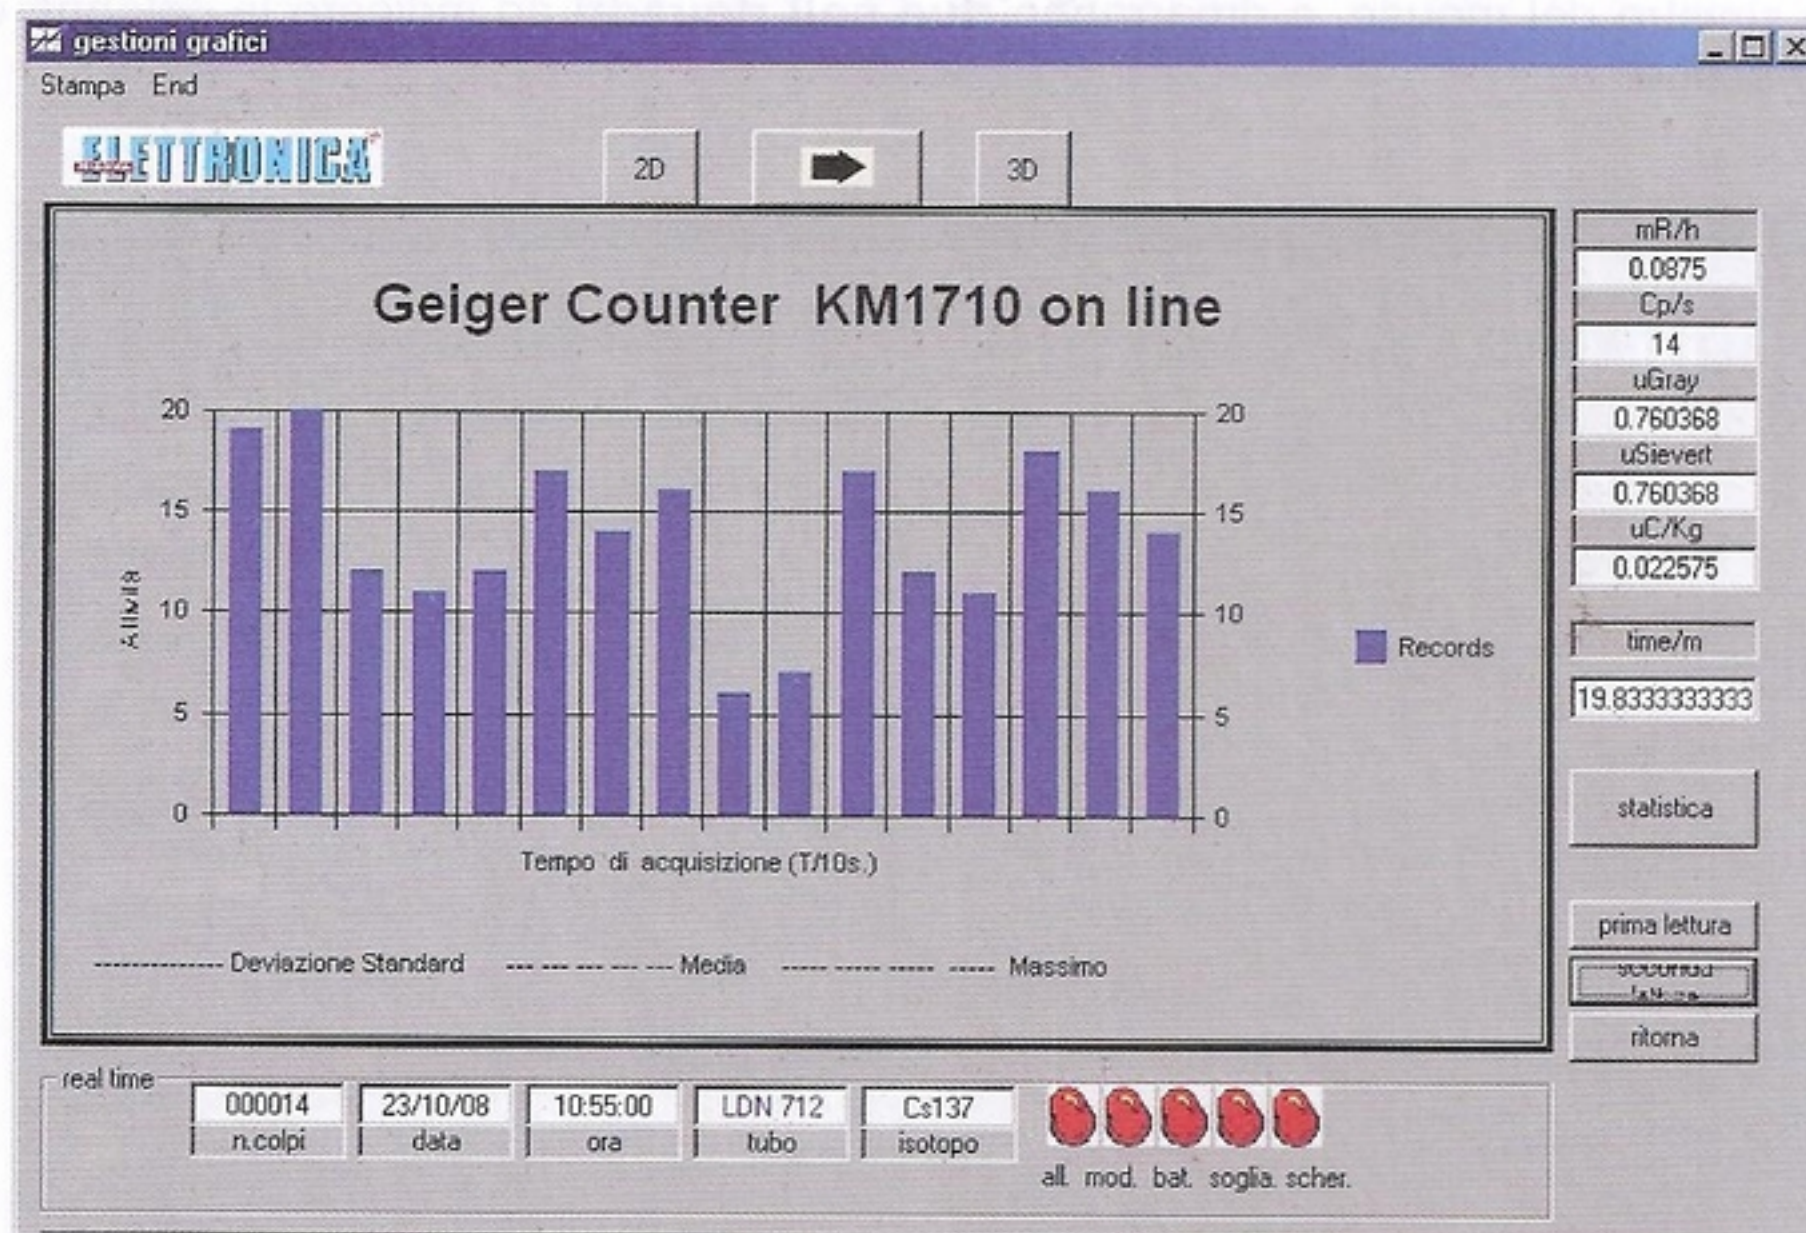 gestioni grafici
Stampa End
ELETTRONICA
2D
3D
Geiger Counter KM1710 on line
20
15
10
5
0
20
15
10
5
0
Attività
Tempo di acquisizione (T/10s.)
Records
Deviazione Standard Media Massimo
mR/h
0.0875
Cp/s
14
uGray
0.760368
uSievert
0.760368
uC/Kg
0.022575
time/m
19.8333333333
statistica
prima lettura
seconda
ritorna
real time
000014 23/10/08 10:55:00 LDN 712 Cs137
n.colpi data ora tubo isotopo
all. mod. bat. soglia. scher.